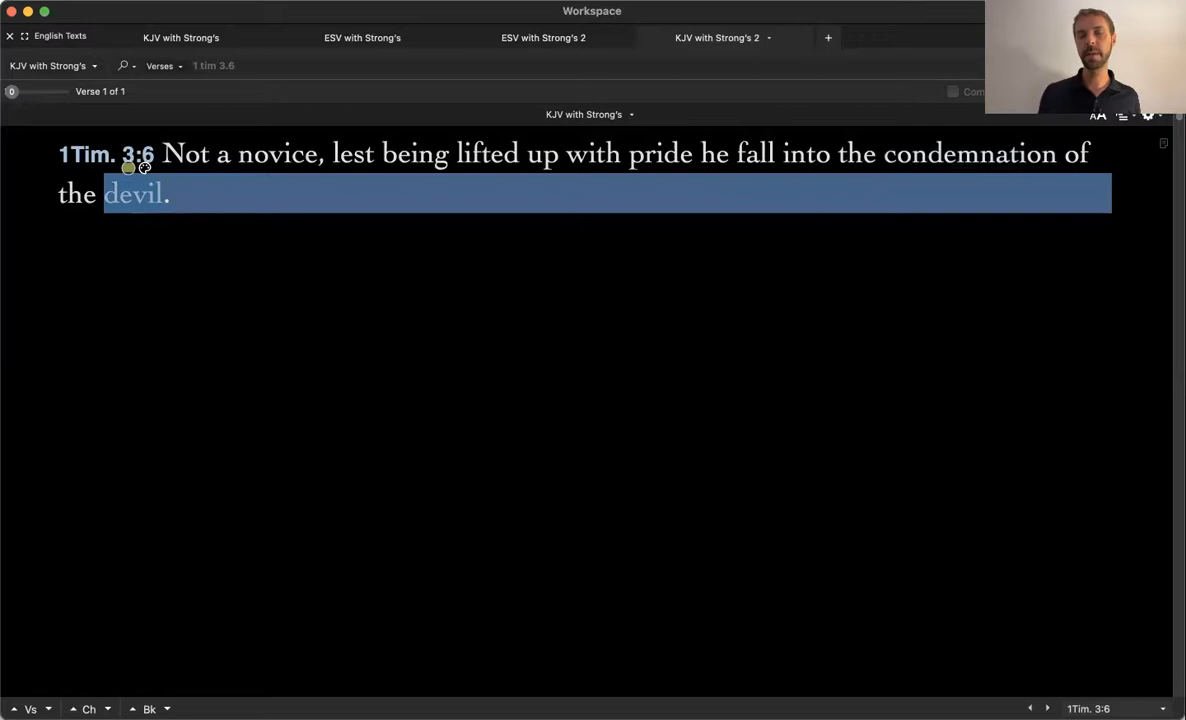 Workspace
English Texts
KJV with Strong's
ESV with Strong's
ESV with Strong's 2
KJV with Strong's 2
+
KJV with Strong's
Verses
1 tim 3.6
0
Verse 1 of 1
Com
KJV with Strong's
AA
1Tim. 3:6 Not a novice, lest being lifted up with pride he fall into the condemnation of
the devil.
Vs
Ch
Bk
1Tim. 3:6